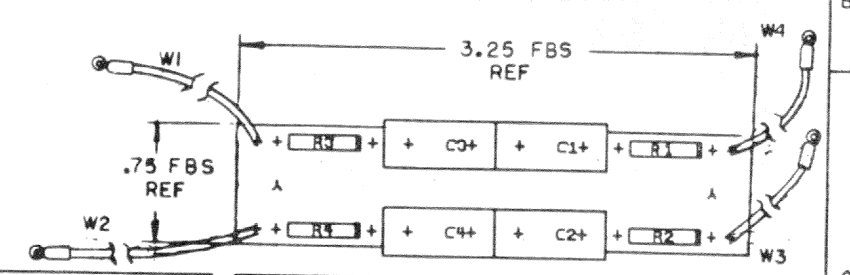 W4
W1
3.25 FBS
REF
R3 C3+ C1+ R1
.75 FBS
REF
W2
R4 C4+ C2+ R2
W3